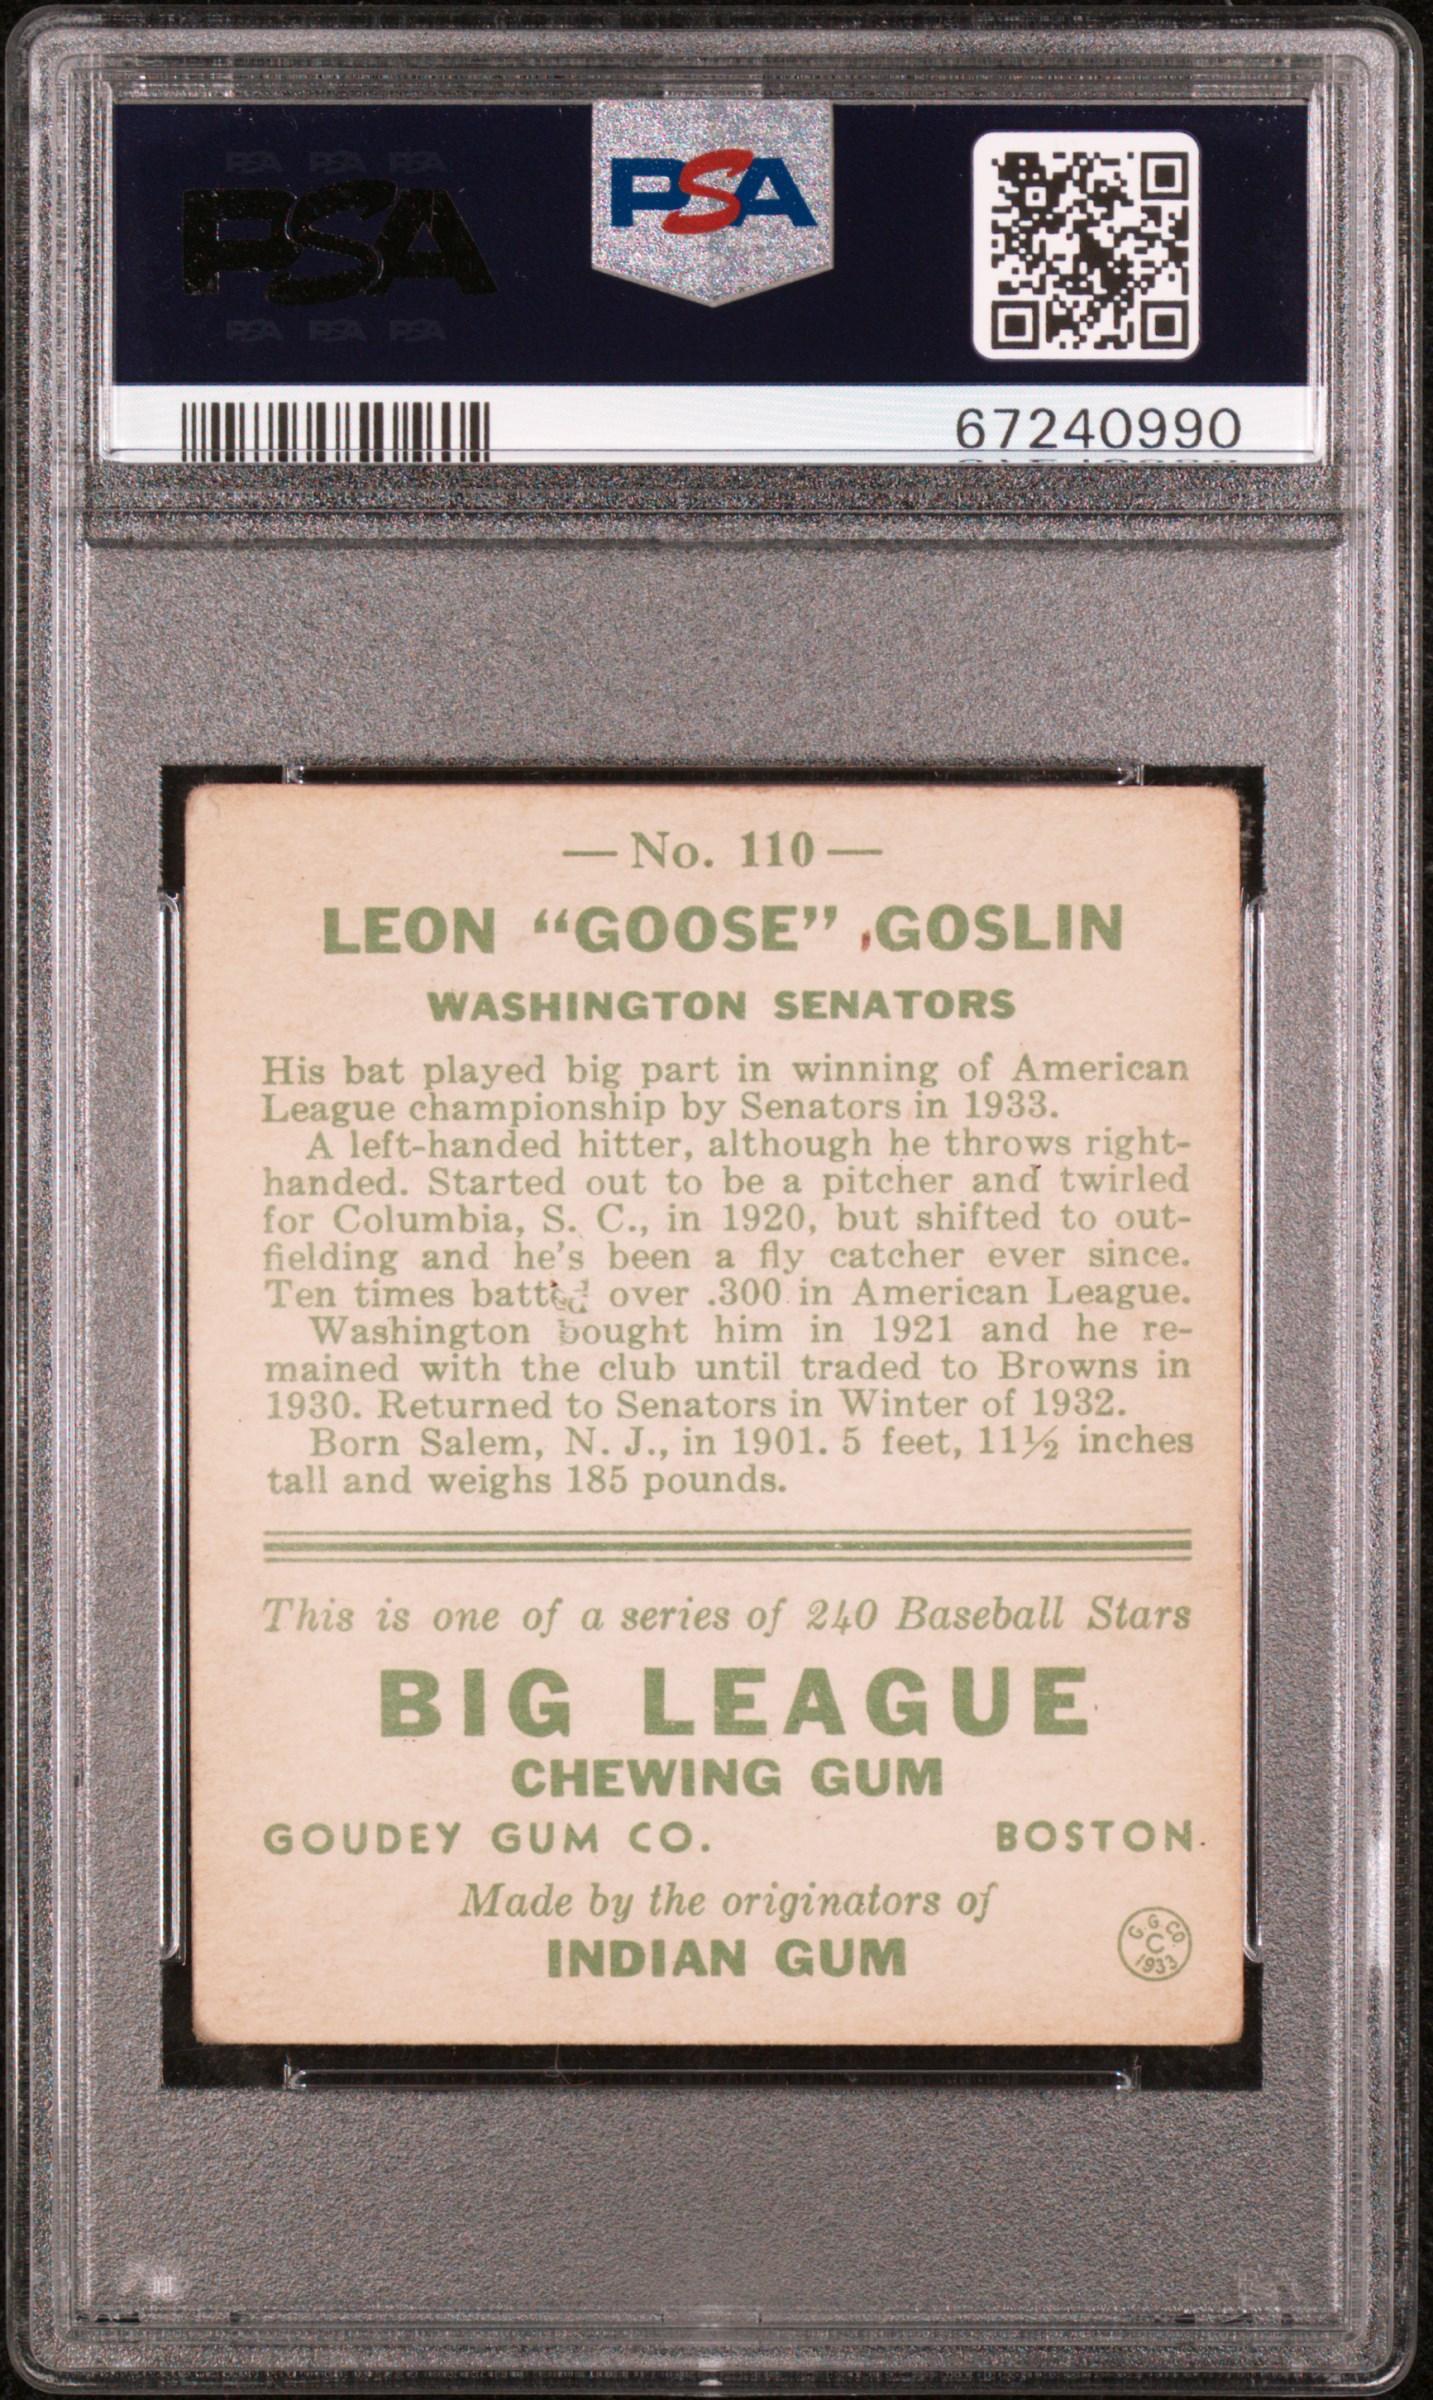 PSA PSA PSA
PSA
PSA PSA PSA
PSA
67240990
— No. 110 —
LEON “GOOSE” GOSLIN
WASHINGTON SENATORS
His bat played big part in winning of American
League championship by Senators in 1933.
A left-handed hitter, although he throws right-
handed. Started out to be a pitcher and twirled
for Columbia, S. C., in 1920, but shifted to out-
fielding and he's been a fly catcher ever since.
Ten times batted over .300 in American League.
Washington bought him in 1921 and he re-
mained with the club until traded to Browns in
1930. Returned to Senators in Winter of 1932.
Born Salem, N. J., in 1901. 5 feet, 11½ inches
tall and weighs 185 pounds.
This is one of a series of 240 Baseball Stars
BIG LEAGUE
CHEWING GUM
GOUDEY GUM CO. BOSTON
Made by the originators of
INDIAN GUM
G. G. CO.
C
1933